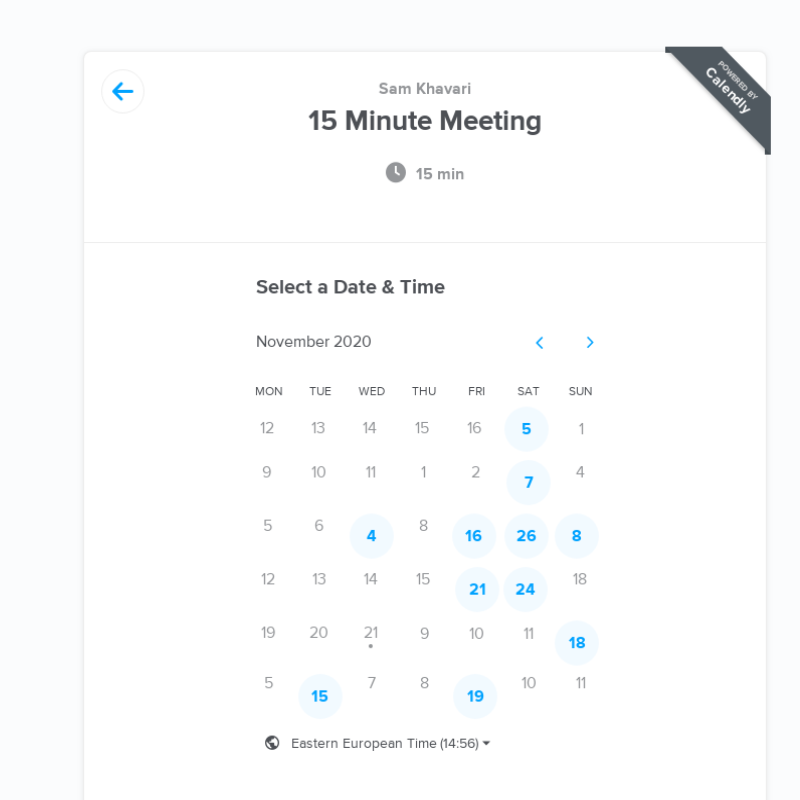 POWERED BY
Calendly
Sam Khavari
15 Minute Meeting
15 min
Select a Date & Time
November 2020
MON TUE WED THU FRI SAT SUN
12 13 14 15 16 5 1
9 10 11 1 2 7 4
5 6 4 8 16 26 8
12 13 14 15 21 24 18
19 20 21 9 10 11 18
5 15 7 8 19 10 11
Eastern European Time (14:56)